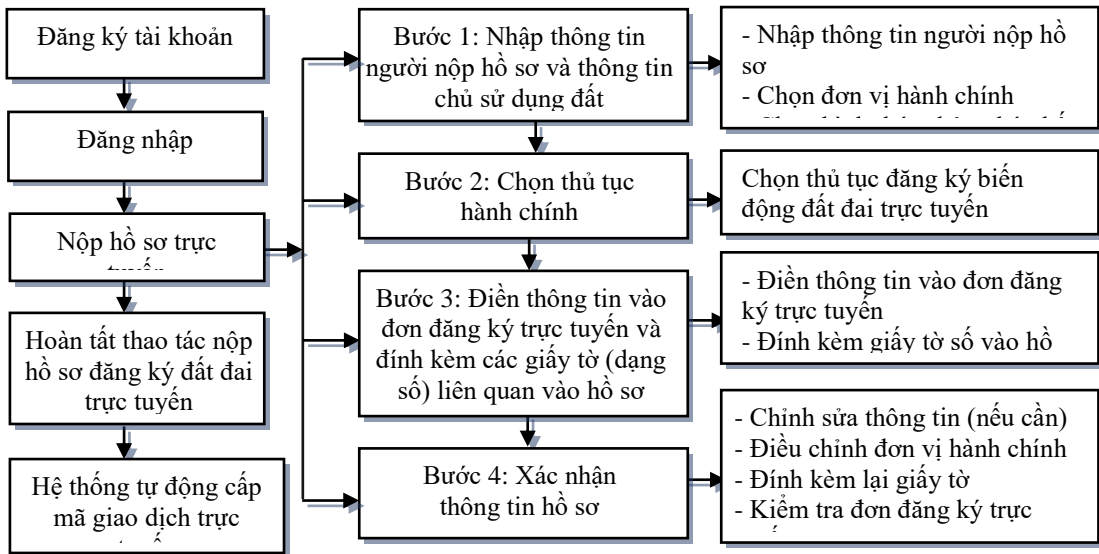 Đăng ký tài khoản
Đăng nhập
Nộp hồ sơ trực
tuyến
Hoàn tất thao tác nộp
hồ sơ đăng ký đất đai
trực tuyến
Hệ thống tự động cấp
mã giao dịch trực
Bước 1: Nhập thông tin
người nộp hồ sơ và thông tin
chủ sử dụng đất
Bước 2: Chọn thủ tục
hành chính
Bước 3: Điền thông tin vào
đơn đăng ký trực tuyến và
đính kèm các giấy tờ (dạng
số) liên quan vào hồ sơ
Bước 4: Xác nhận
thông tin hồ sơ
- Nhập thông tin người nộp hồ
sơ
- Chọn đơn vị hành chính
Chọn thủ tục đăng ký biến
động đất đai trực tuyến
- Điền thông tin vào đơn đăng
ký trực tuyến
- Đính kèm giấy tờ số vào hồ
- Chỉnh sửa thông tin (nếu cần)
- Điều chỉnh đơn vị hành chính
- Đính kèm lại giấy tờ
- Kiểm tra đơn đăng ký trực